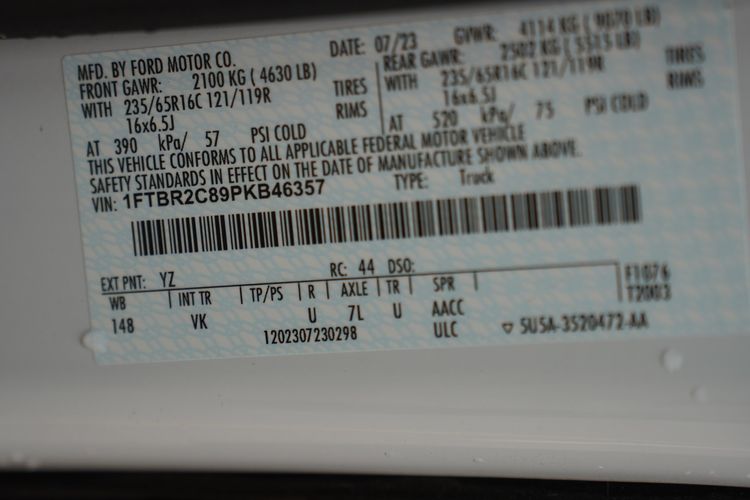 MFD. BY FORD MOTOR CO. DATE: 07/23 GVWR: 4114 KG ( 9070 LB)
FRONT GAWR: 2100 KG ( 4630 LB) REAR GAWR: 2502 KG ( 5515 LB)
WITH 235/65R16C 121/119R TIRES WITH 235/65R16C 121/119R TIRES
16x6.5J RIMS 16x6.5J RIMS
AT 390 kPa/ 57 PSI COLD AT 520 kPa/ 75 PSI COLD
THIS VEHICLE CONFORMS TO ALL APPLICABLE FEDERAL MOTOR VEHICLE
SAFETY STANDARDS IN EFFECT ON THE DATE OF MANUFACTURE SHOWN ABOVE.
VIN: 1FTBR2C89PKB46357 TYPE: Truck
EXT PNT: YZ RC: 44 DSO: F1076
WB INT TR TP/PS R AXLE TR SPR T2003
148 VK U 7L U AACC
1202307230298 ULC ▽ 5U5A-3520472-AA